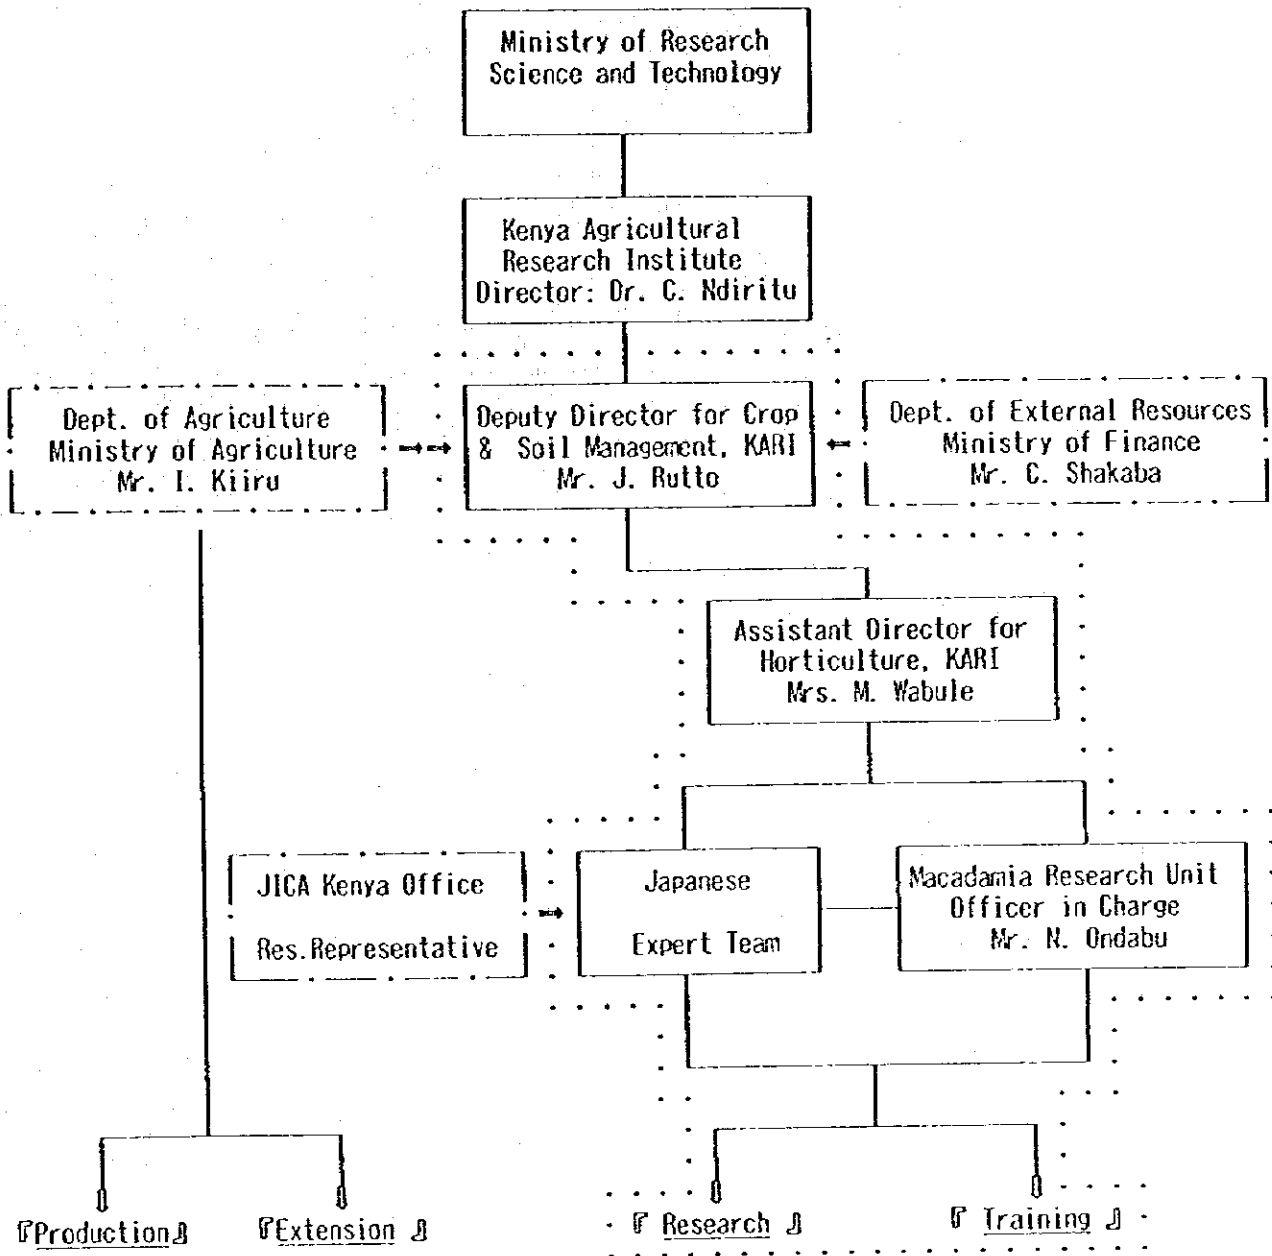 Ministry of Research
Science and Technology
Kenya Agricultural
Research Institute
Director: Dr. C. Ndiritu
Dept. of Agriculture
Ministry of Agriculture
Mr. I. Kiiru
Deputy Director for Crop
& Soil Management, KARI
Mr. J. Rutto
Dept. of External Resources
Ministry of Finance
Mr. C. Shakaba
Assistant Director for
Horticulture, KARI
Mrs. M. Wabule
JICA Kenya Office
Res.Representative
Japanese
Expert Team
Macadamia Research Unit
Officer in Charge
Mr. N. Ondabu
『Production』
『Extension』
『Research』
『Training』